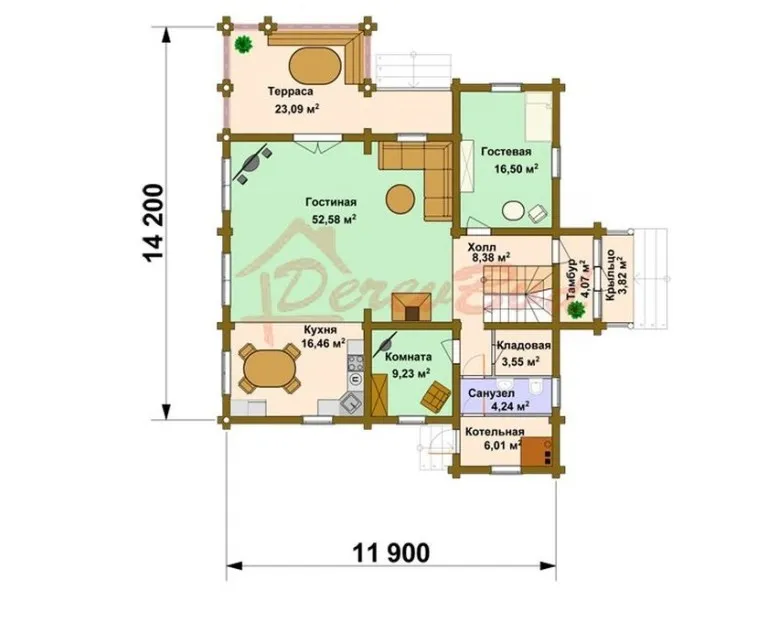 Терраса
23,09 м²
Гостевая
16,50 м²
Гостиная
52,58 м²
14 200
Холл
8,38 м²
Тамбур
4,07 м²
Крыльцо
3,82 м²
Кухня
16,46 м²
Комната
9,23 м²
Кладовая
3,55 м²
Санузел
4,24 м²
Котельная
6,01 м²
11 900